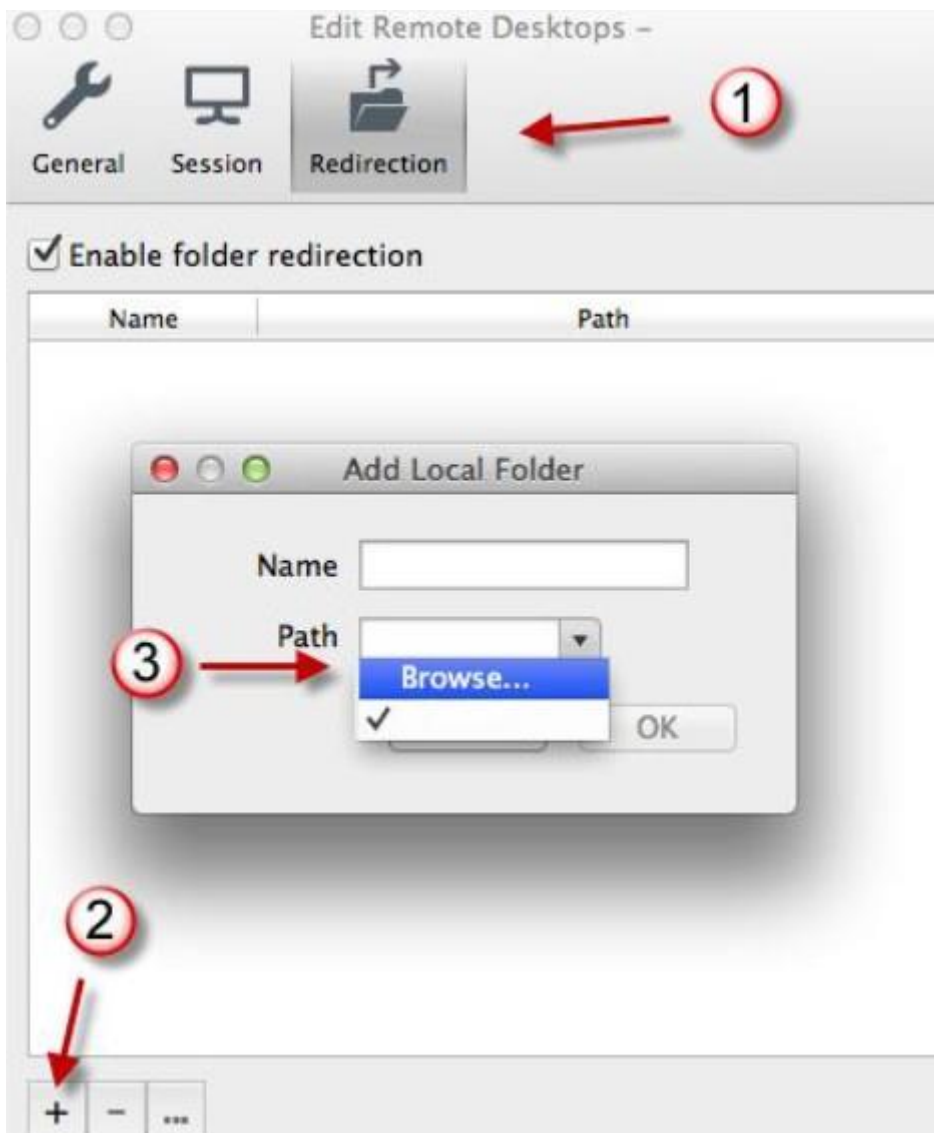 Edit Remote Desktops –
1
General Session Redirection
Enable folder redirection
Name Path
Add Local Folder
Name
Path
3
Browse...
OK
2
+ - ...